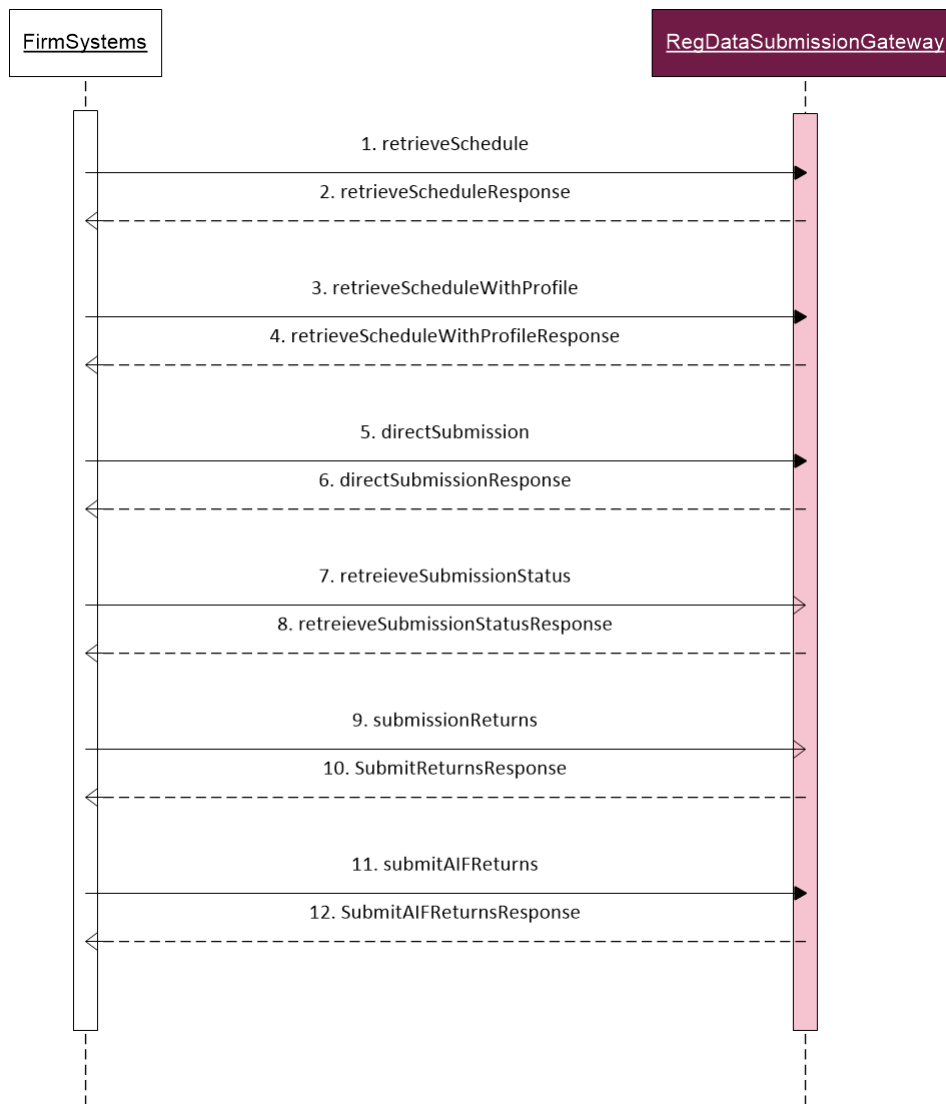 FirmSystems
RegDataSubmissionGateway
1. retrieveSchedule
2. retrieveScheduleResponse
3. retrieveScheduleWithProfile
4. retrieveScheduleWithProfileResponse
5. directSubmission
6. directSubmissionResponse
7. retreieveSubmissionStatus
8. retreieveSubmissionStatusResponse
9. submissionReturns
10. SubmitReturnsResponse
11. submitAIFReturns
12. SubmitAIFReturnsResponse